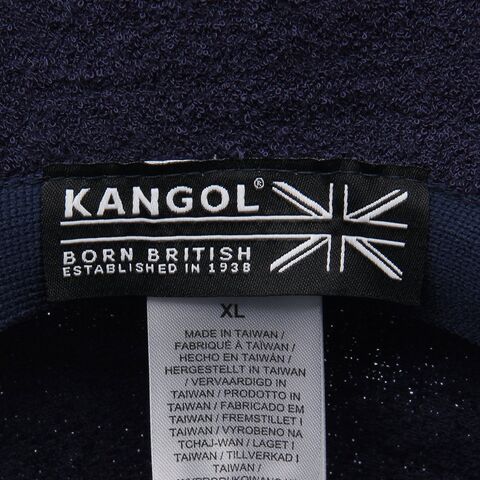 KANGOL®
BORN BRITISH
ESTABLISHED IN 1938
XL
MADE IN TAIWAN /
FABRIQUÉ À TAÏWAN /
HECHO EN TAIWÁN /
HERGESTELLT IN TAIWAN
/ VERVAARDIGD IN
TAIWAN / PRODOTTO IN
TAIWAN / FABRICADO EM
TAIWAN / FREMSTILLET I
TAIWAN / VYROBENO NA
TCHAJ-WAN / LAGET I
TAIWAN / TILLVERKAD I